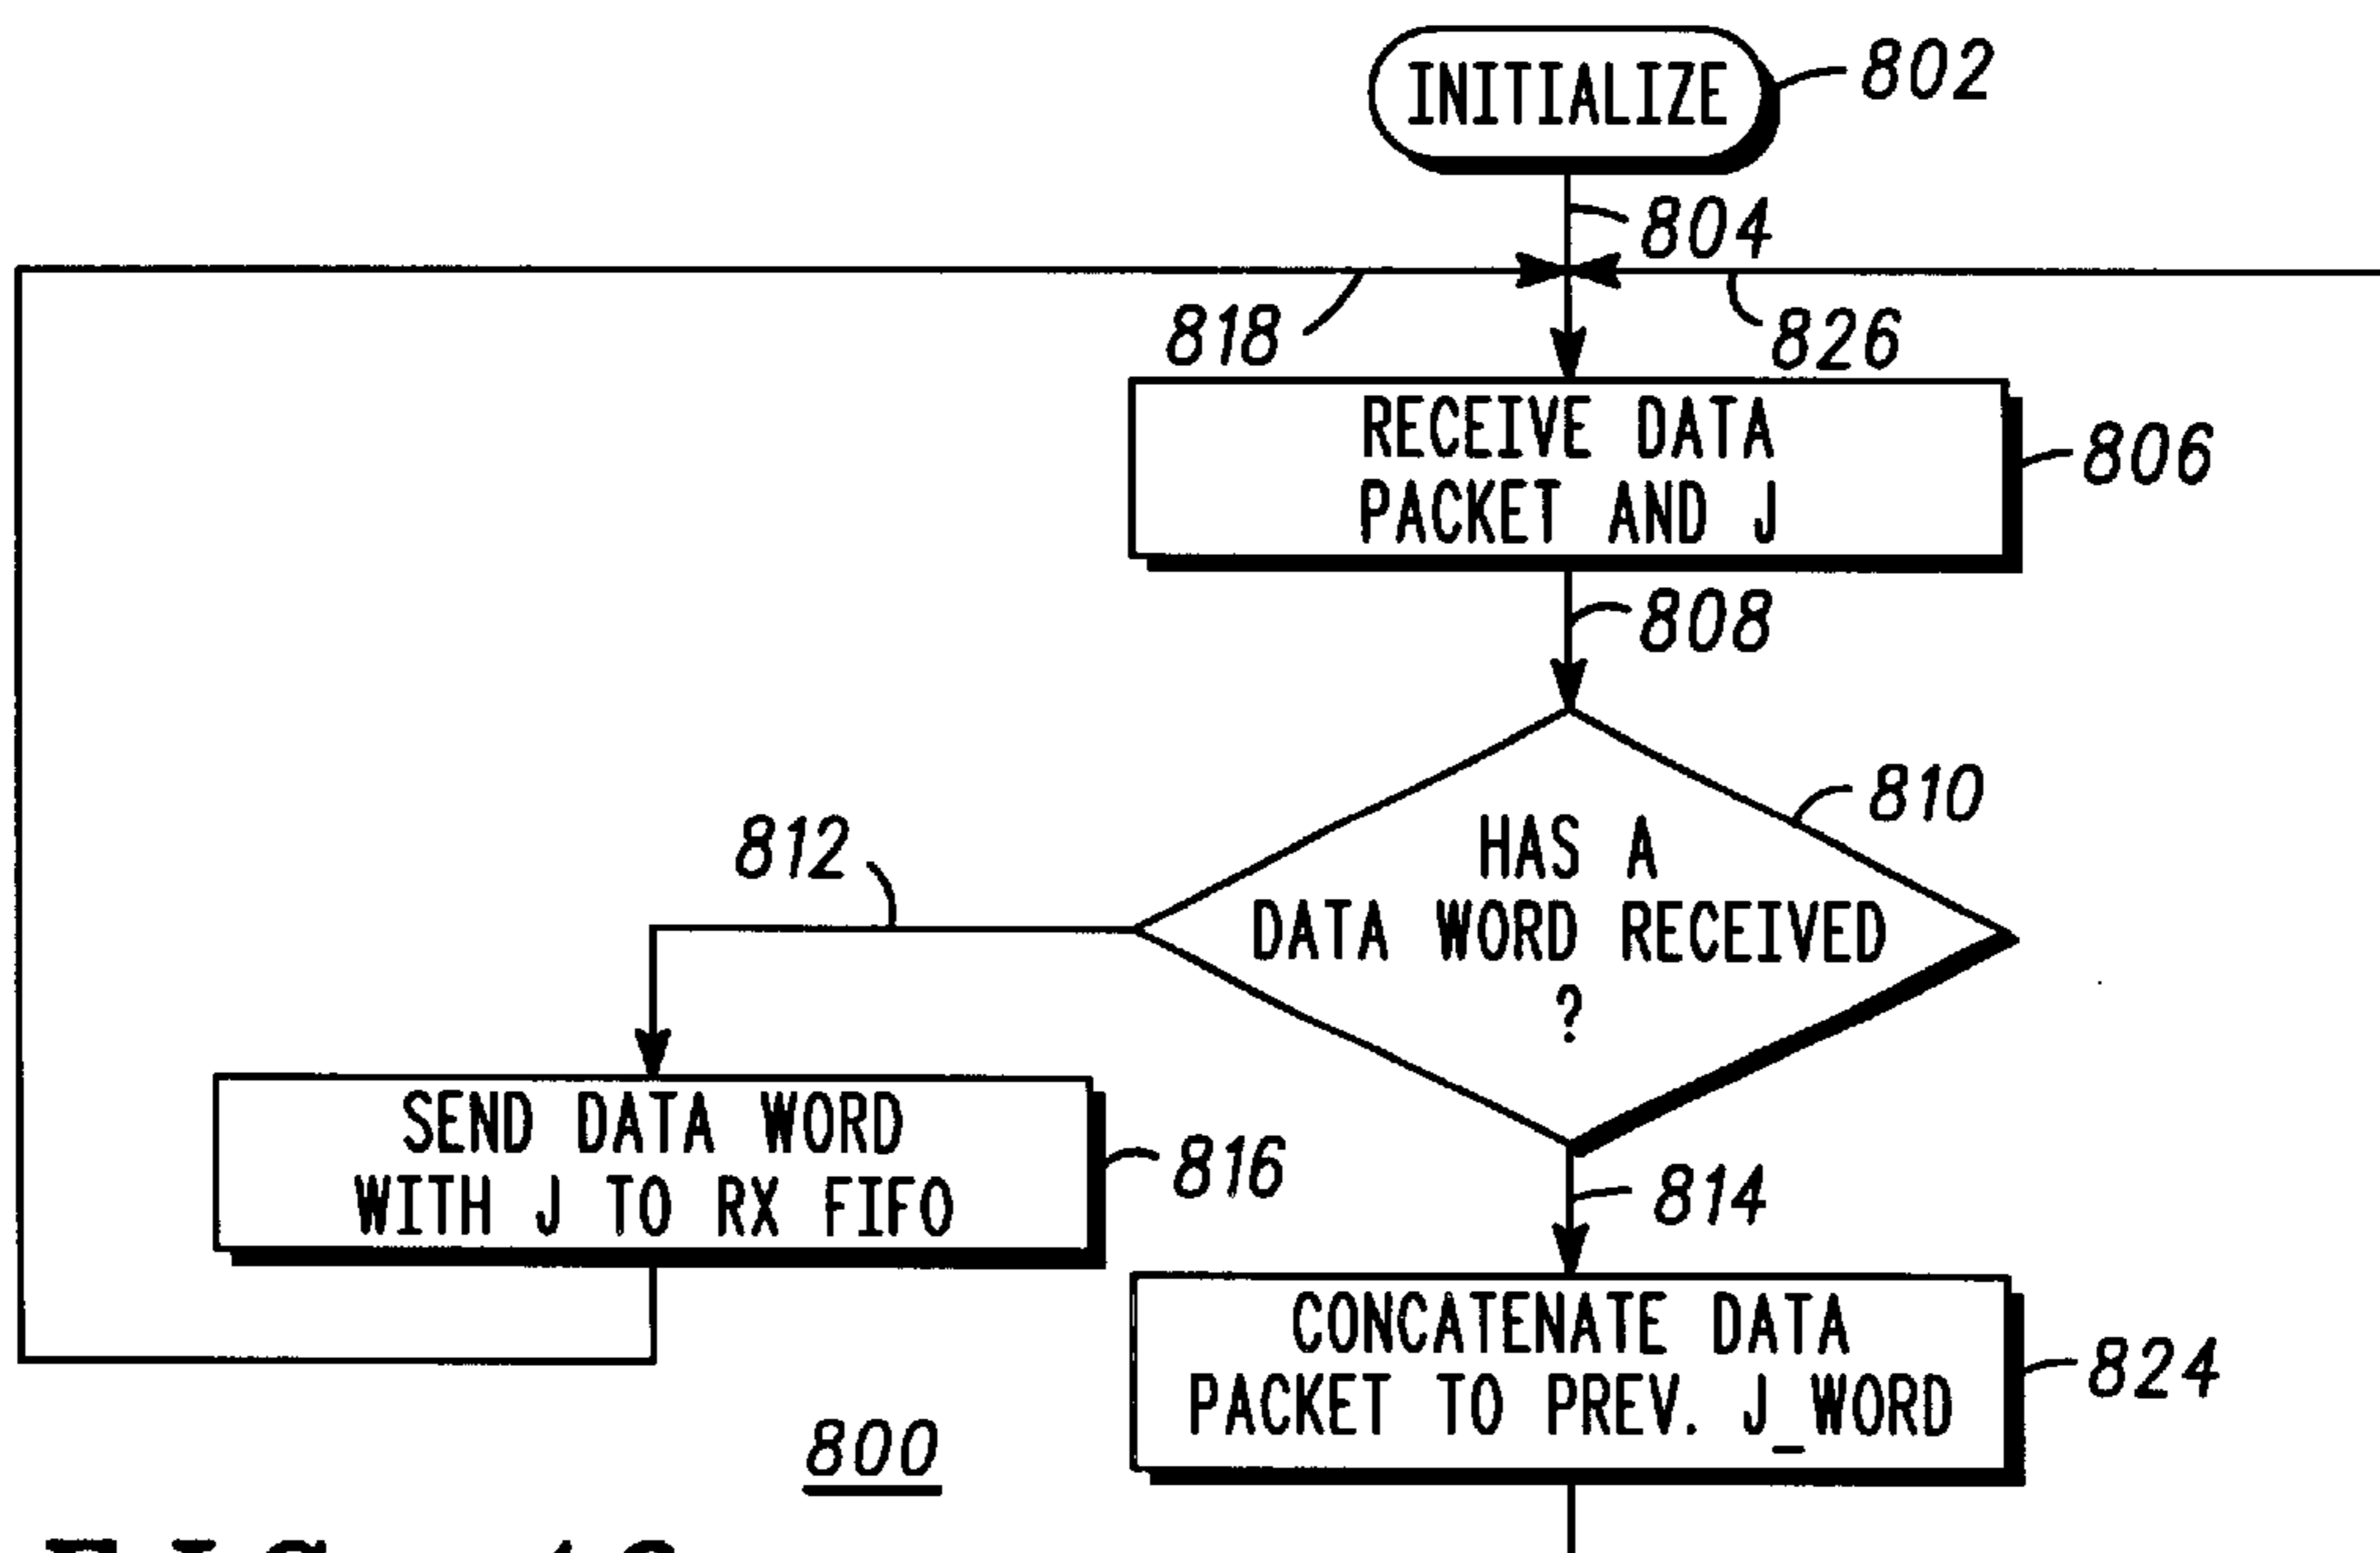 INITIALIZE
802
804
818
826
RECEIVE DATA
PACKET AND J
806
808
810
HAS A
DATA WORD RECEIVED
?
812
SEND DATA WORD
WITH J TO RX FIFO
816
814
CONCATENATE DATA
PACKET TO PREV. J_WORD
824
800